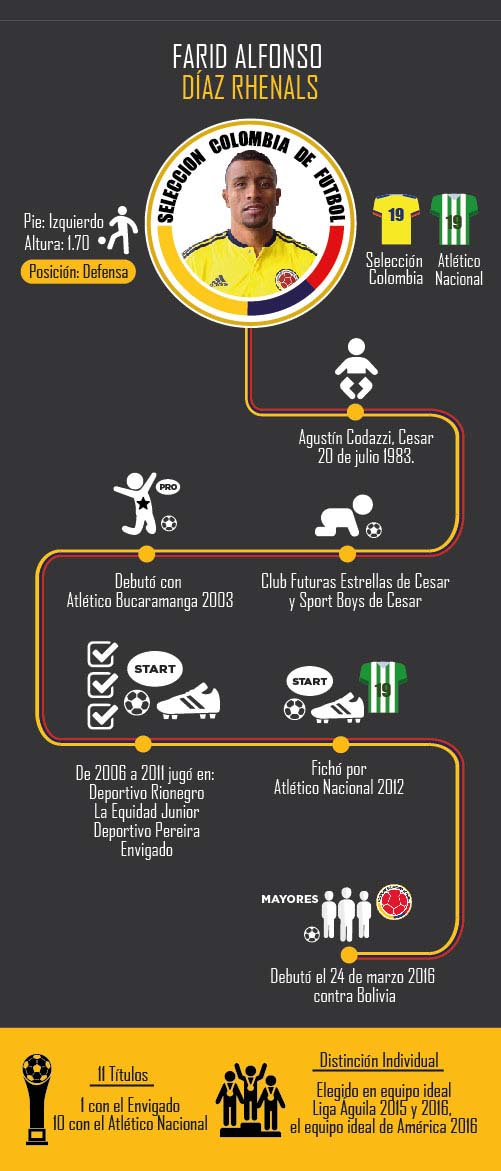 FARID ALFONSO
DÍAZ RHENALS
SELECCION COLOMBIA DE FUTBOL
Pie: Izquierdo
Altura: 1.70
Posición: Defensa
adidas
19
19
Selección
Colombia
Atlético
Nacional
Agustín Codazzi, Cesar
20 de julio 1983.
Club Futuras Estrellas de Cesar
y Sport Boys de Cesar
PRO
Debutó con
Atlético Bucaramanga 2003
START
De 2006 a 2011 jugó en:
Deportivo Rionegro
La Equidad Junior
Deportivo Pereira
Envigado
START
19
Fichó por
Atlético Nacional 2012
MAYORES
Debutó el 24 de marzo 2016
contra Bolivia
11 Títulos
1 con el Envigado
10 con el Atlético Nacional
Distinción Individual
Elegido en equipo ideal
Liga Águila 2015 y 2016,
el equipo ideal de América 2016